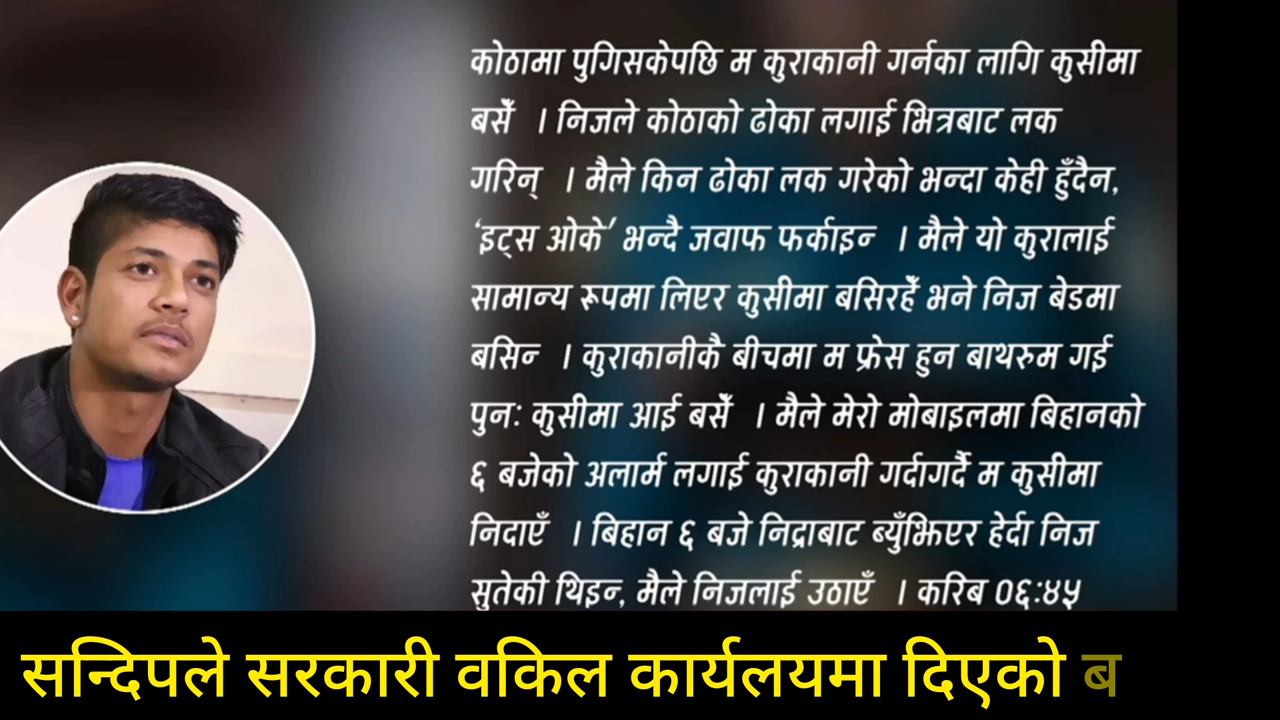 कोठामा पुगिसकेपछि म कुराकानी गर्नका लागि कुसीमा
बसेँ । निजले कोठाको ढोका लगाई भित्रबाट लक
गरिन् । मैले किन ढोका लक गरेको भन्दा केही हुँदैन,
‘इट्स ओके’ भन्दै जवाफ फर्काइन । मैले यो कुरालाई
सामान्य रूपमा लिएर कुसीमा बसिरहेँ भने निज बेडमा
बसिन । कुराकानीकै बीचमा म फ्रेस हुन बाथरुम गई
पुनः कुसीमा आई बसेँ । मैले मेरो मोबाइलमा बिहानको
६ बजेको अलार्म लगाई कुराकानी गर्दागर्दै म कुसीमा
निदाएँ । बिहान ६ बजे निद्राबाट ब्युँझिएर हेर्दा निज
सुतेकी थिइन, मैले निजलाई उठाएँ । करिब ०६:४५
सन्दिपले सरकारी वकिल कार्यलयमा दिएको ब